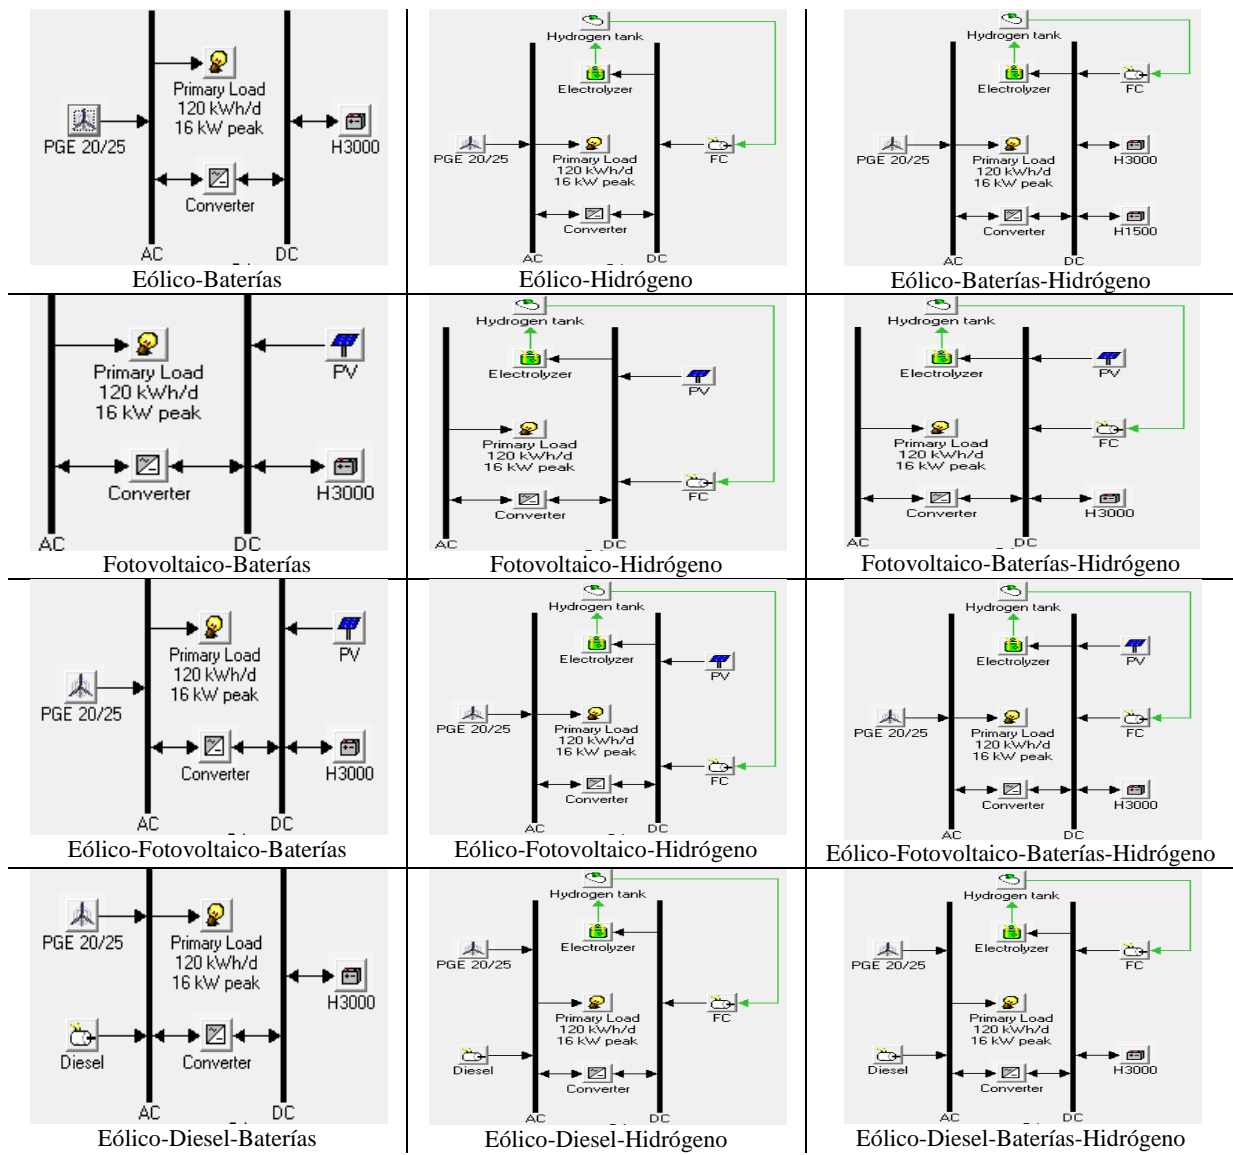 Primary Load
120 kWh/d
16 kW peak
PGE 20/25
H3000
Converter
AC
DC
Eólico-Baterías
Hydrogen tank
Electrolyzer
PGE 20/25
Primary Load
120 kWh/d
16 kW peak
FC
Converter
AC
DC
Eólico-Hidrógeno
Hydrogen tank
Electrolyzer
FC
PGE 20/25
Primary Load
120 kWh/d
16 kW peak
H3000
Converter
H1500
AC
DC
Eólico-Baterías-Hidrógeno
Primary Load
120 kWh/d
16 kW peak
PV
Converter
H3000
AC
DC
Fotovoltaico-Baterías
Hydrogen tank
Electrolyzer
PV
Primary Load
120 kWh/d
16 kW peak
FC
Converter
AC
DC
Fotovoltaico-Hidrógeno
Hydrogen tank
Electrolyzer
PV
Primary Load
120 kWh/d
16 kW peak
FC
Converter
H3000
AC
DC
Fotovoltaico-Baterías-Hidrógeno
Primary Load
120 kWh/d
16 kW peak
PV
PGE 20/25
Converter
H3000
AC
DC
Eólico-Fotovoltaico-Baterías
Hydrogen tank
Electrolyzer
PV
PGE 20/25
Primary Load
120 kWh/d
16 kW peak
FC
Converter
AC
DC
Eólico-Fotovoltaico-Hidrógeno
Hydrogen tank
Electrolyzer
PV
PGE 20/25
Primary Load
120 kWh/d
16 kW peak
FC
Converter
H3000
AC
DC
Eólico-Fotovoltaico-Baterías-Hidrógeno
PGE 20/25
Primary Load
120 kWh/d
16 kW peak
H3000
Diesel
Converter
AC
DC
Eólico-Diesel-Baterías
Hydrogen tank
Electrolyzer
PGE 20/25
Primary Load
120 kWh/d
16 kW peak
FC
Diesel
Converter
AC
DC
Eólico-Diesel-Hidrógeno
Hydrogen tank
Electrolyzer
PGE 20/25
FC
Primary Load
120 kWh/d
16 kW peak
Diesel
H3000
Converter
AC
DC
Eólico-Diesel-Baterías-Hidrógeno